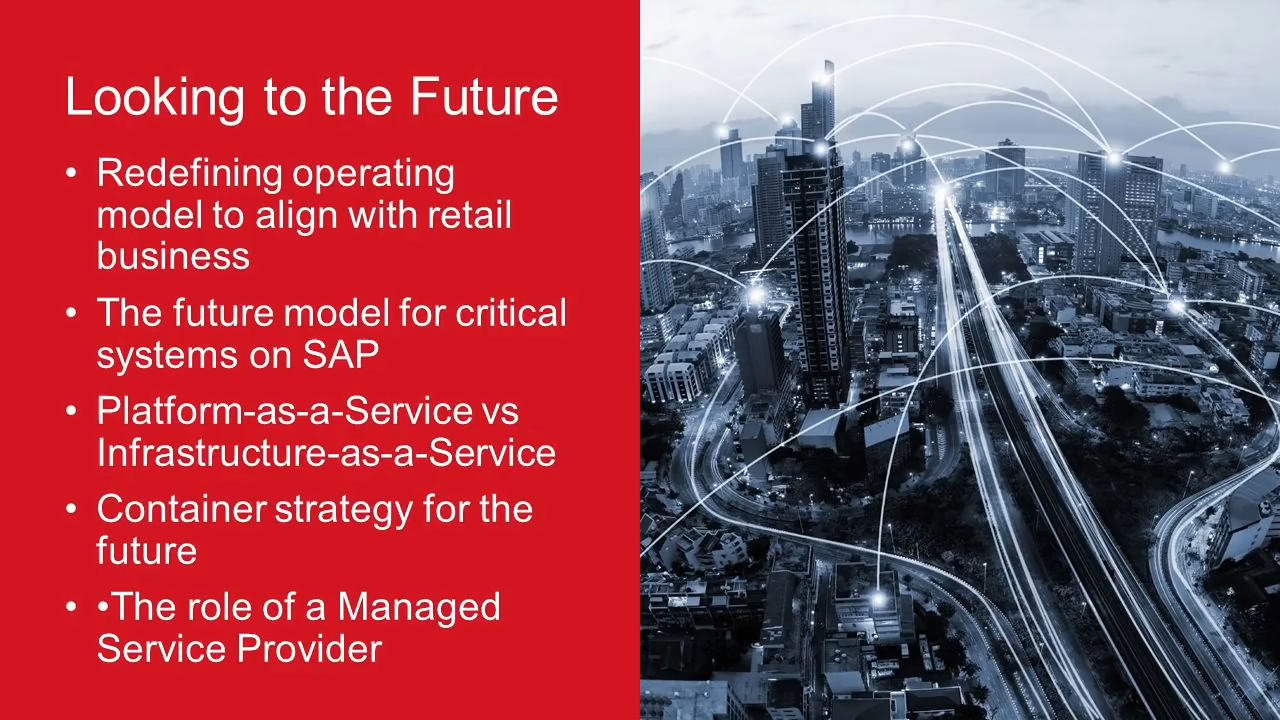 Looking to the Future
• Redefining operating
model to align with retail
business
• The future model for critical
systems on SAP
• Platform-as-a-Service vs
Infrastructure-as-a-Service
• Container strategy for the
future
• •The role of a Managed
Service Provider